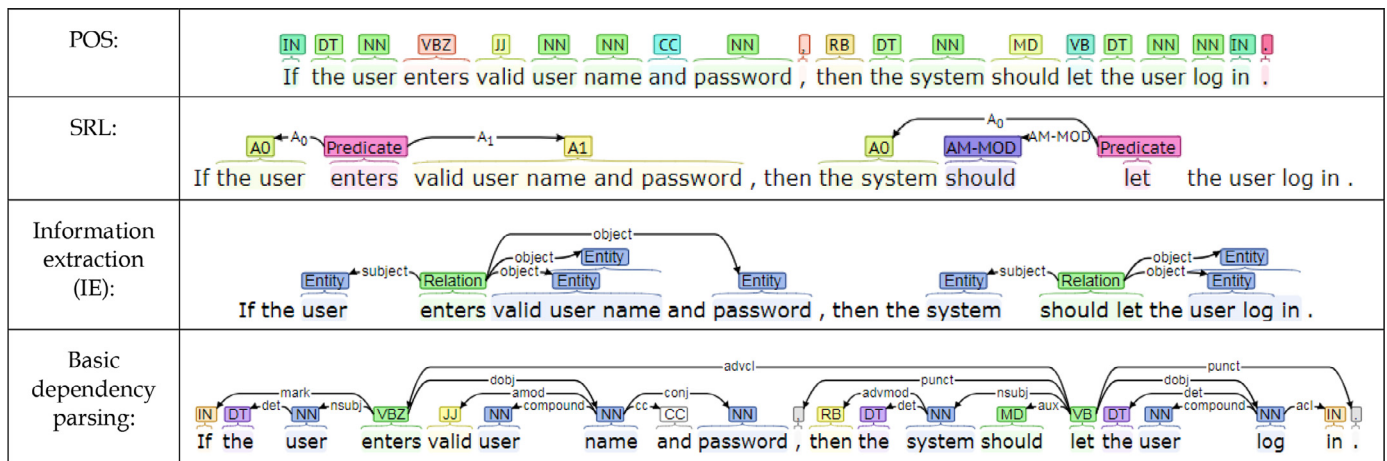 POS:
IN DT NN VBZ JJ NN NN CC NN , RB DT NN MD VB DT NN NN IN .
If the user enters valid user name and password , then the system should let the user log in .
SRL:
A0 A0 Predicate A1 A1 A0 A0 AM-MOD AM-MOD Predicate
If the user enters valid user name and password , then the system should let the user log in .
Information
extraction
(IE):
object
object Entity object Entity
Entity subject Relation object Entity Entity Entity subject Relation object Entity
If the user enters valid user name and password , then the system should let the user log in .
Basic
dependency
parsing:
advcl punct
mark dobj punct dobj
amod conj advmod nsubj det
IN DT det NN nsubj VBZ JJ NN compound NN cc CC NN , RB DT det NN MD aux VB DT NN compound NN acl IN .
If the user enters valid user name and password , then the system should let the user log in .